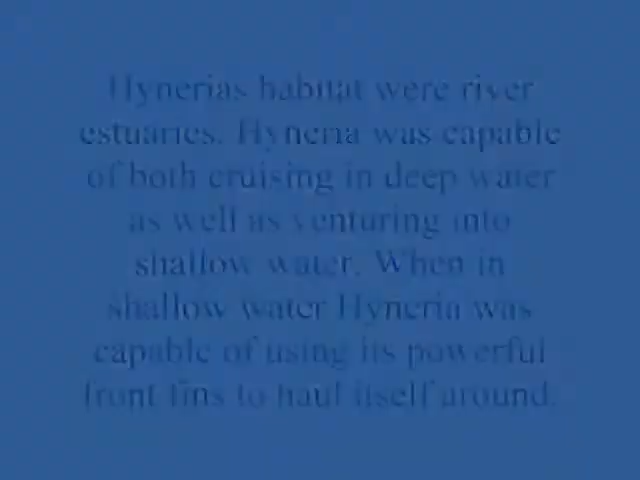 Hynerias habitat were river
estuaries. Hyneria was capable
of both cruising in deep water
as well as venturing into
shallow water. When in
shallow water Hyneria was
capable of using its powerful
front fins to haul itself around.